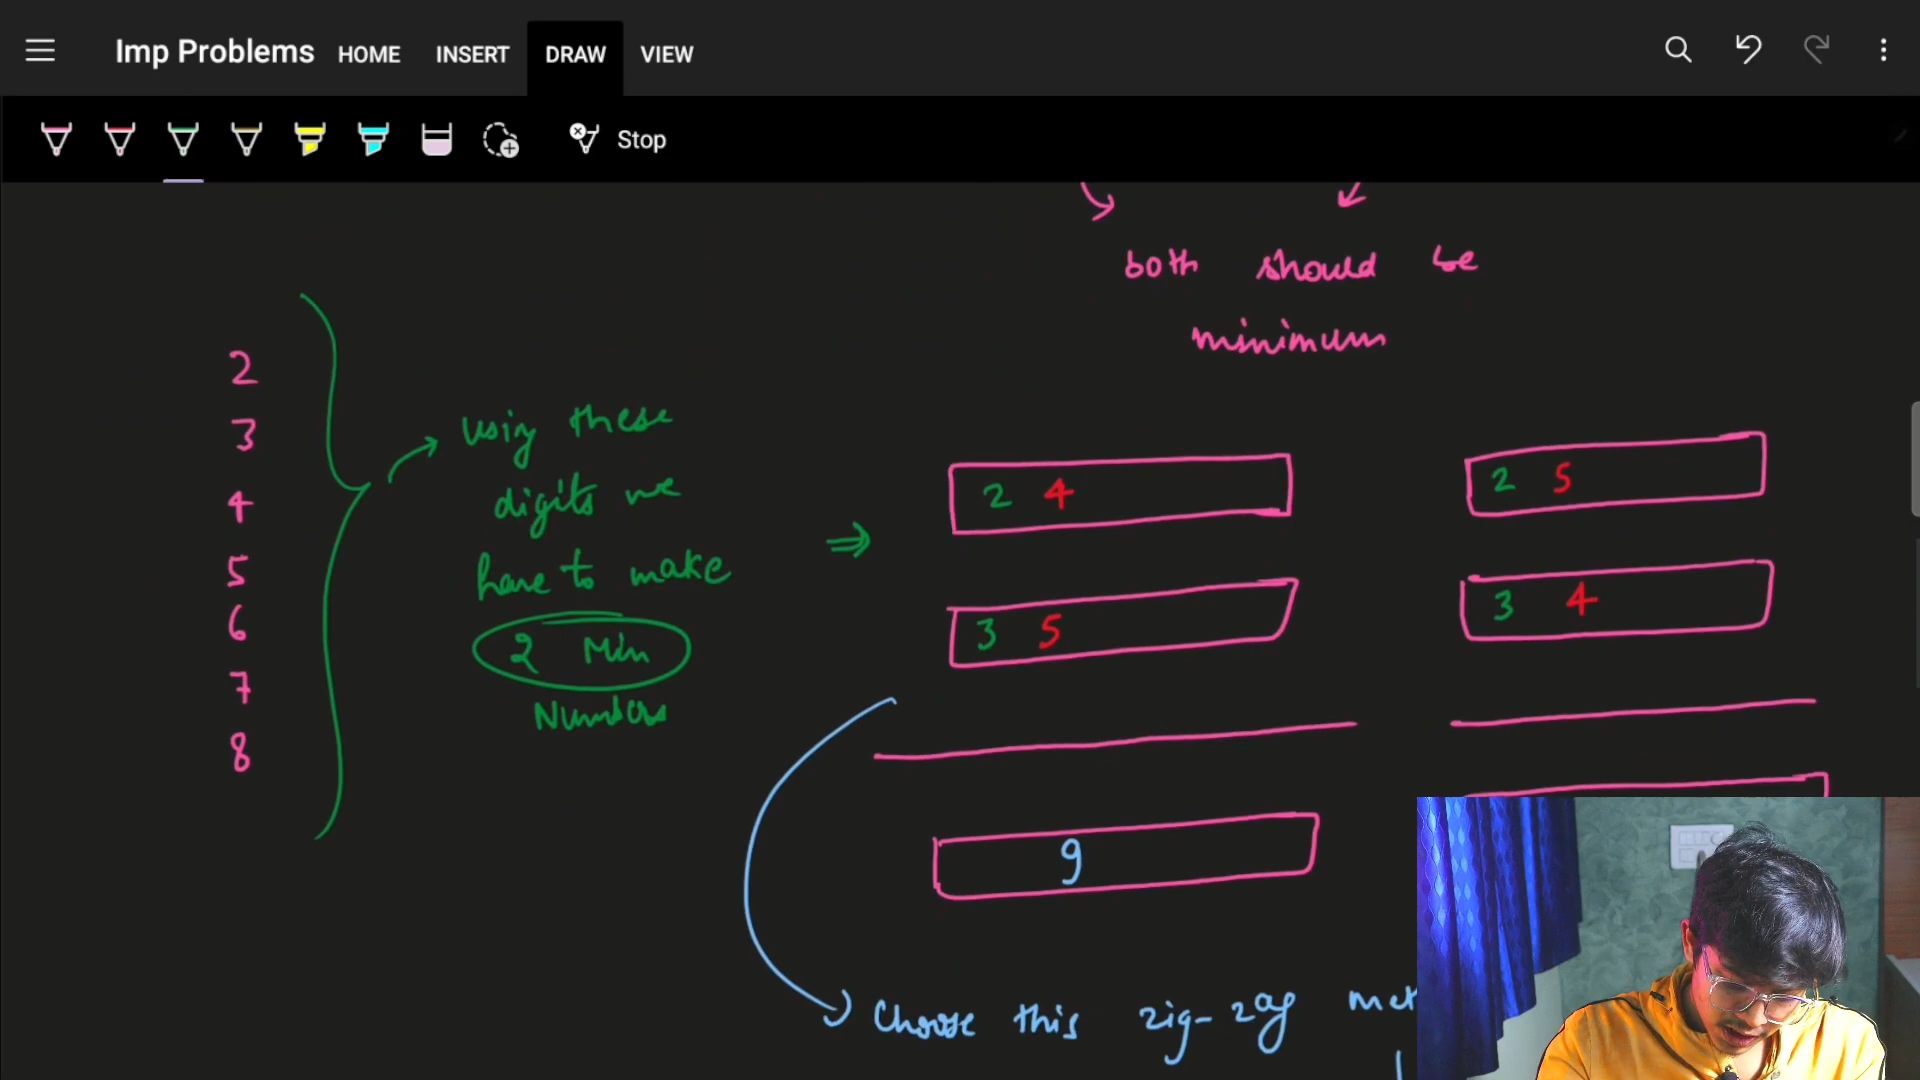 Imp Problems HOME INSERT DRAW VIEW
Stop
both should be
minimum
2
3
4
5
6
7
8
using these
digits we
have to make
2 Min
Numbers
⇒
2 4
3 5
9
2 5
3 4
Choose this zig-zag